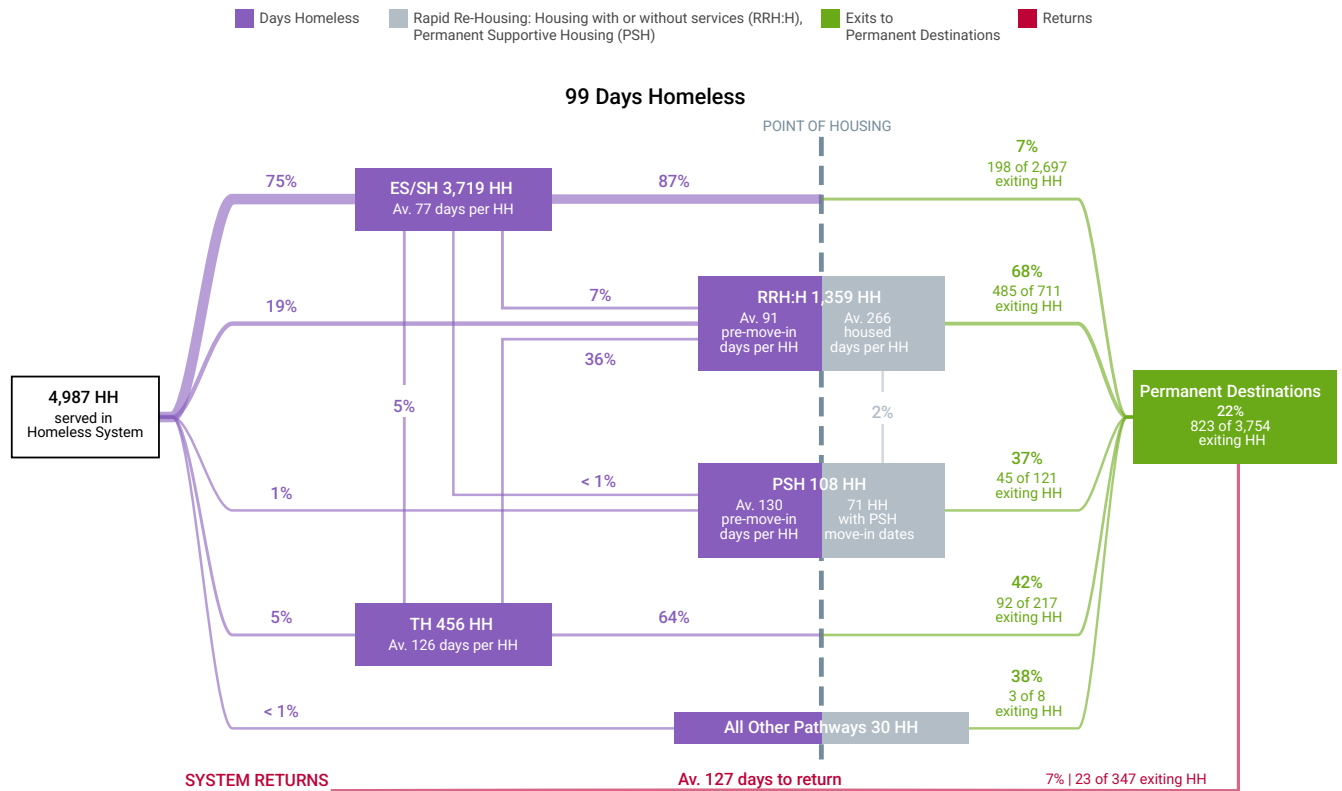 Days Homeless
Rapid Re-Housing: Housing with or without services (RRH:H),
Permanent Supportive Housing (PSH)
Exits to
Permanent Destinations
Returns
99 Days Homeless
POINT OF HOUSING
75%
ES/SH 3,719 HH
Av. 77 days per HH
87%
7%
198 of 2,697
exiting HH
19%
7%
36%
RRH:H 1,359 HH
Av. 91
pre-move-in
days per HH
Av. 266
housed
days per HH
68%
485 of 711
exiting HH
4,987 HH
served in
Homeless System
5%
2%
Permanent Destinations
22%
823 of 3,754
exiting HH
1%
< 1%
PSH 108 HH
Av. 130
pre-move-in
days per HH
71 HH
with PSH
move-in dates
37%
45 of 121
exiting HH
5%
TH 456 HH
Av. 126 days per HH
64%
42%
92 of 217
exiting HH
< 1%
All Other Pathways 30 HH
38%
3 of 8
exiting HH
SYSTEM RETURNS
Av. 127 days to return
7% | 23 of 347 exiting HH